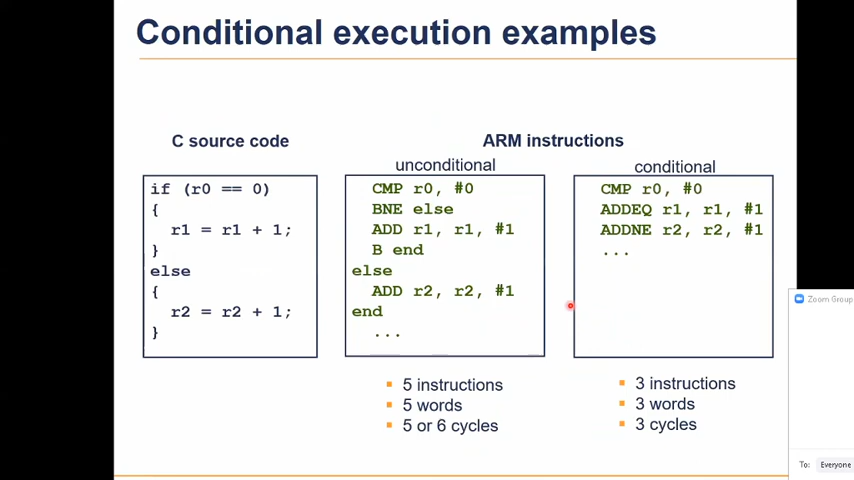 Conditional execution examples
C source code
ARM instructions
unconditional
conditional
if (r0 == 0)
{
r1 = r1 + 1;
}
else
{
r2 = r2 + 1;
}
CMP r0, #0
BNE else
ADD r1, r1, #1
B end
else
ADD r2, r2, #1
end
...
CMP r0, #0
ADDEQ r1, r1, #1
ADDNE r2, r2, #1
...
▪ 5 instructions
▪ 5 words
▪ 5 or 6 cycles
▪ 3 instructions
▪ 3 words
▪ 3 cycles
Zoom Group
To: Everyone